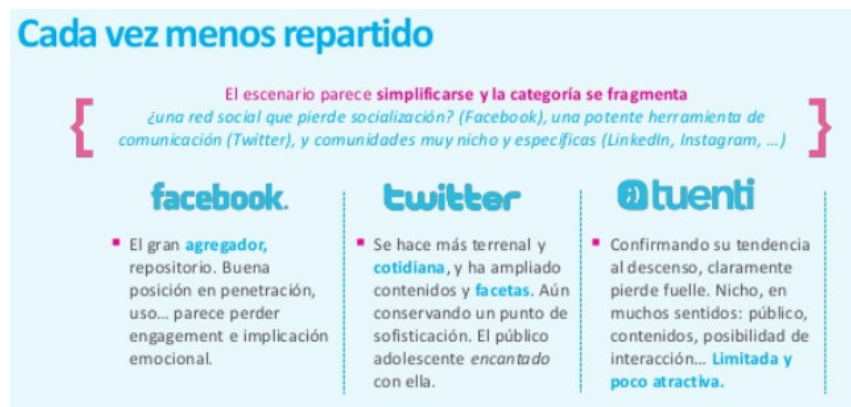 Cada vez menos repartido
El escenario parece simplificarse y la categoría se fragmenta
¿una red social que pierde socialización? (Facebook), una potente herramienta de
comunicación (Twitter), y comunidades muy nicho y específicas (LinkedIn, Instagram, ...)
facebook.
El gran agregador,
repositorio. Buena
posición en penetración,
uso... parece perder
engagement e implicación
emocional.
twitter
Se hace más terrenal y
cotidiana, y ha ampliado
contenidos y facetas. Aún
conservando un punto de
sofisticación. El público
adolescente encantado
con ella.
tuenti
Confirmando su tendencia
al descenso, claramente
pierde fuelle. Nicho, en
muchos sentidos: público,
contenidos, posibilidad de
interacción... Limitada y
poco atractiva.